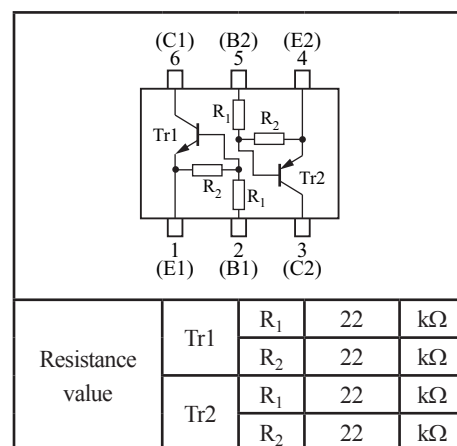 (C1) (B2) (E2)
6 5 4
R1
R2
Tr1
Tr2
R2
R1
1 2 3
(E1) (B1) (C2)
Resistance value Tr1 R1 22 kΩ
R2 22 kΩ
Tr2 R1 22 kΩ
R2 22 kΩ